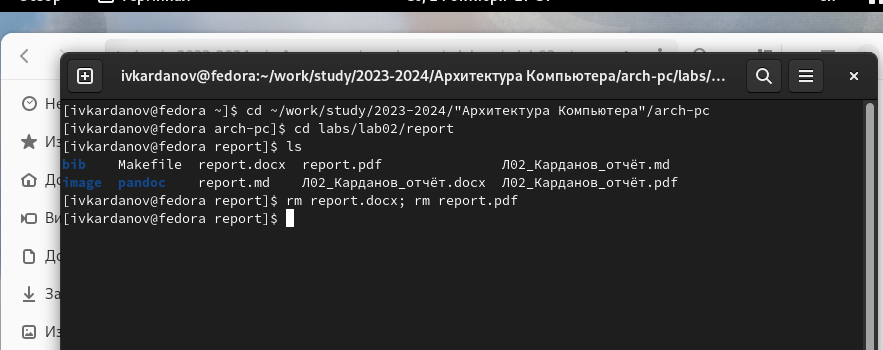 ivkardanov@fedora:~/work/study/2023-2024/Архитектура Компьютера/arch-pc/labs/...
[ivkardanov@fedora ~]$ cd ~/work/study/2023-2024/"Архитектура Компьютера"/arch-pc
[ivkardanov@fedora arch-pc]$ cd labs/lab02/report
[ivkardanov@fedora report]$ ls
bib Makefile report.docx report.pdf Л02_Карданов_отчёт.md
image pandoc report.md Л02_Карданов_отчёт.docx Л02_Карданов_отчёт.pdf
[ivkardanov@fedora report]$ rm report.docx; rm report.pdf
[ivkardanov@fedora report]$
Не
Из
До
Ви
До
За
Из